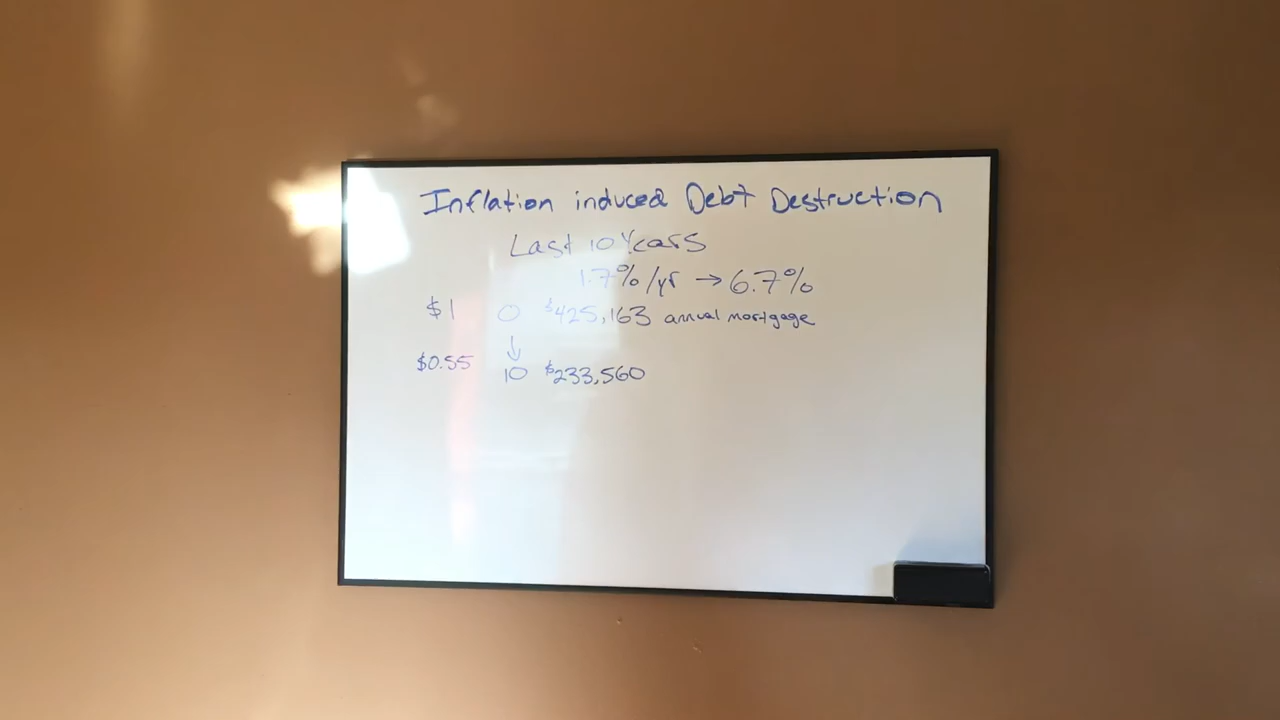 Inflation induced Debt Destruction
Last 10 Years
1.7%/yr → 6.7%
$1 0 $425,163 annual mortgage
↓
$0.55 10 $233,560